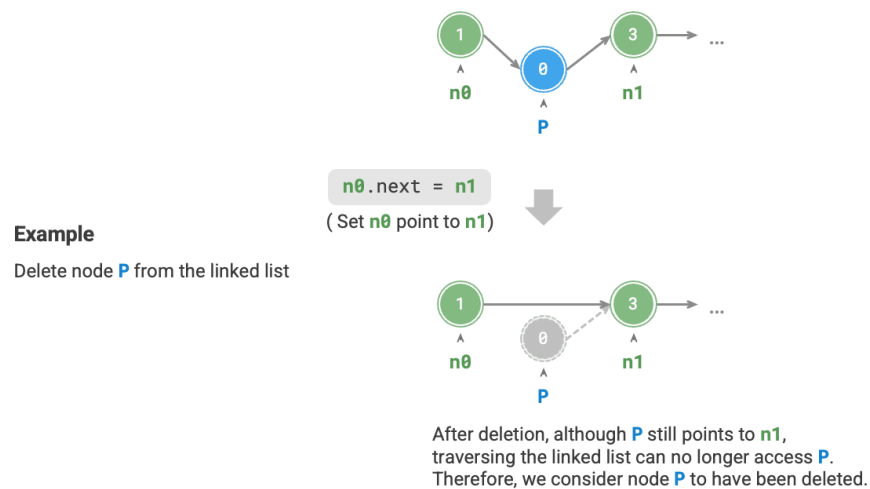 1
3
...
0
n0
n1
P
n0.next = n1
( Set n0 point to n1)
Example
Delete node P from the linked list
1
3
...
0
n0
n1
P
After deletion, although P still points to n1,
traversing the linked list can no longer access P.
Therefore, we consider node P to have been deleted.